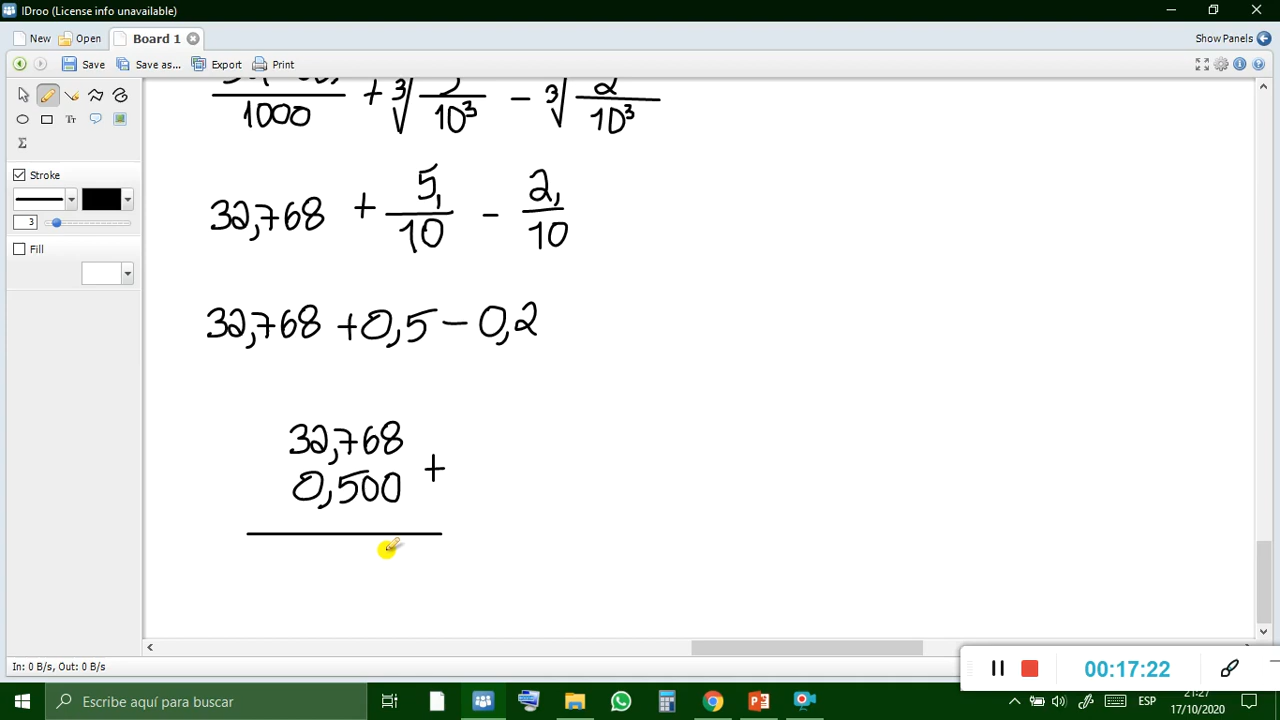 IDroo (License info unavailable)
New Open Board 1 Show Panels
Save Save as... Export Print
1000 + ∛ 10³ - ∛ 2 10³
Stroke
3
Fill
32,768 + 5, / 10 - 2, / 10
32,768 + 0,5 - 0,2
32,768
0,500 +
In: 0 B/s, Out: 0 B/s
00:17:22
Escribe aquí para buscar
ESP
21:27
17/10/2020